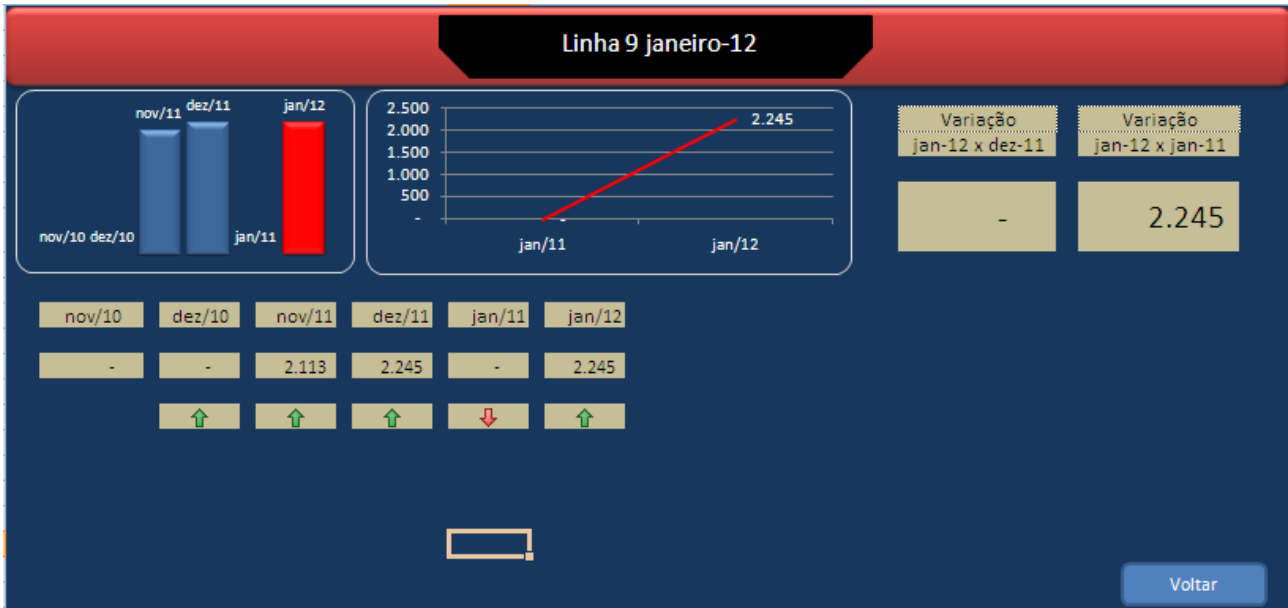 Linha 9 janeiro-12
nov/11 dez/11 jan/12
nov/10 dez/10 jan/11
2.500
2.000
1.500
1.000
500
-
2.245
-
jan/11 jan/12
Variação
jan-12 x dez-11
-
Variação
jan-12 x jan-11
2.245
nov/10 dez/10 nov/11 dez/11 jan/11 jan/12
- - 2.113 2.245 - 2.245
Voltar